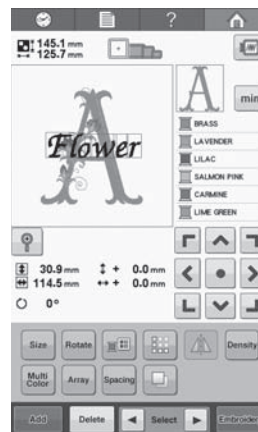 ?
145.1 mm
125.7 mm
A
A
Flower
min
BRASS
LAVENDER
LILAC
SALMON PINK
CARMINE
LIME GREEN
30.9 mm + 0.0 mm
114.5 mm + 0.0 mm
0°
Size Rotate Density
Multi Color Array Spacing
Add Delete Select Embroider